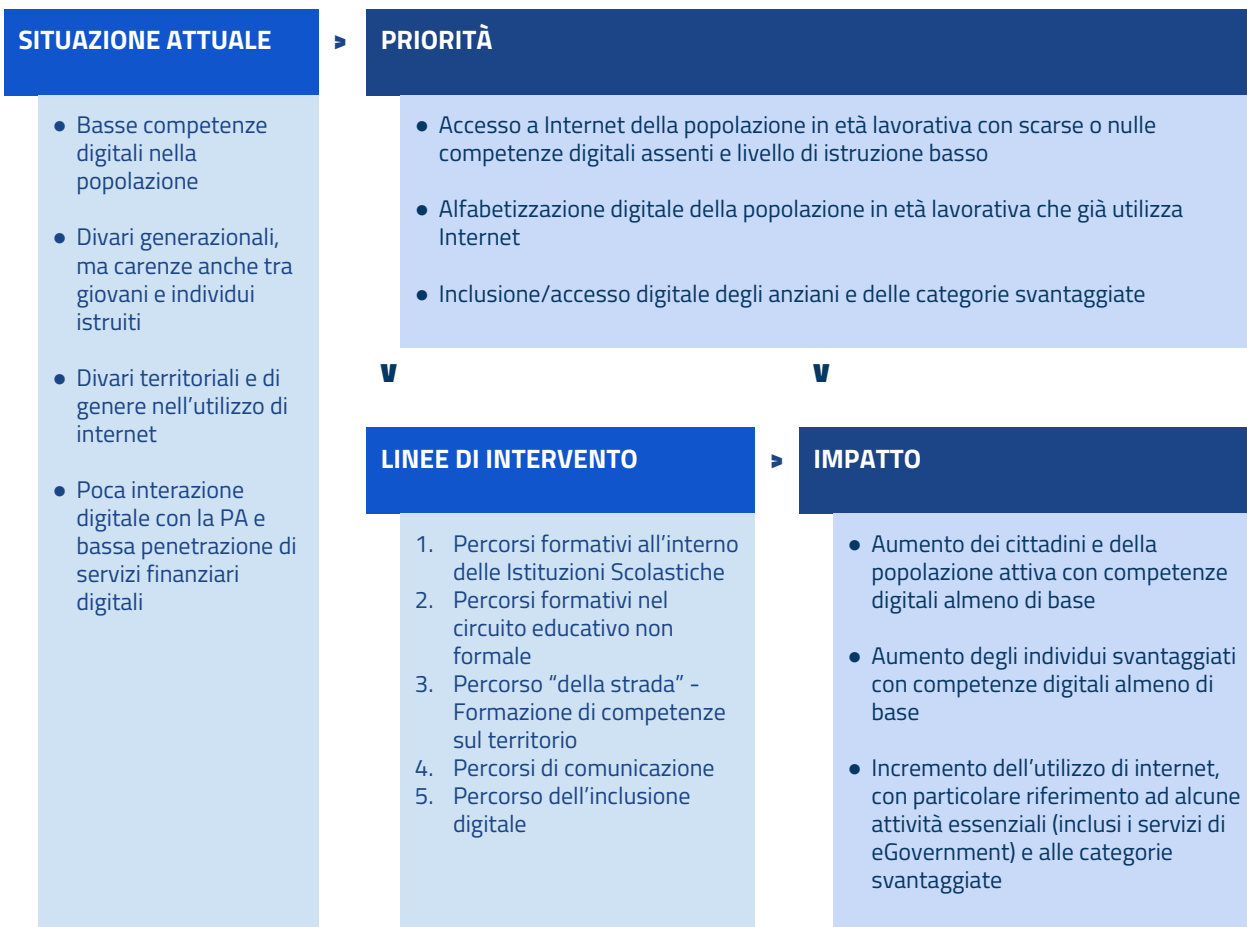 SITUAZIONE ATTUALE
● Basse competenze
digitali nella
popolazione
● Divari generazionali,
ma carenze anche tra
giovani e individui
istruiti
● Divari territoriali e di
genere nell’utilizzo di
internet
● Poca interazione
digitale con la PA e
bassa penetrazione di
servizi finanziari
digitali
>
PRIORITÀ
● Accesso a Internet della popolazione in età lavorativa con scarse o nulle
competenze digitali assenti e livello di istruzione basso
● Alfabetizzazione digitale della popolazione in età lavorativa che già utilizza
Internet
● Inclusione/accesso digitale degli anziani e delle categorie svantaggiate
V V
LINEE DI INTERVENTO
1. Percorsi formativi all’interno
delle Istituzioni Scolastiche
2. Percorsi formativi nel
circuito educativo non
formale
3. Percorso “della strada” -
Formazione di competenze
sul territorio
4. Percorsi di comunicazione
5. Percorso dell’inclusione
digitale
>
IMPATTO
● Aumento dei cittadini e della
popolazione attiva con competenze
digitali almeno di base
● Aumento degli individui svantaggiati
con competenze digitali almeno di
base
● Incremento dell’utilizzo di internet,
con particolare riferimento ad alcune
attività essenziali (inclusi i servizi di
eGovernment) e alle categorie
svantaggiate